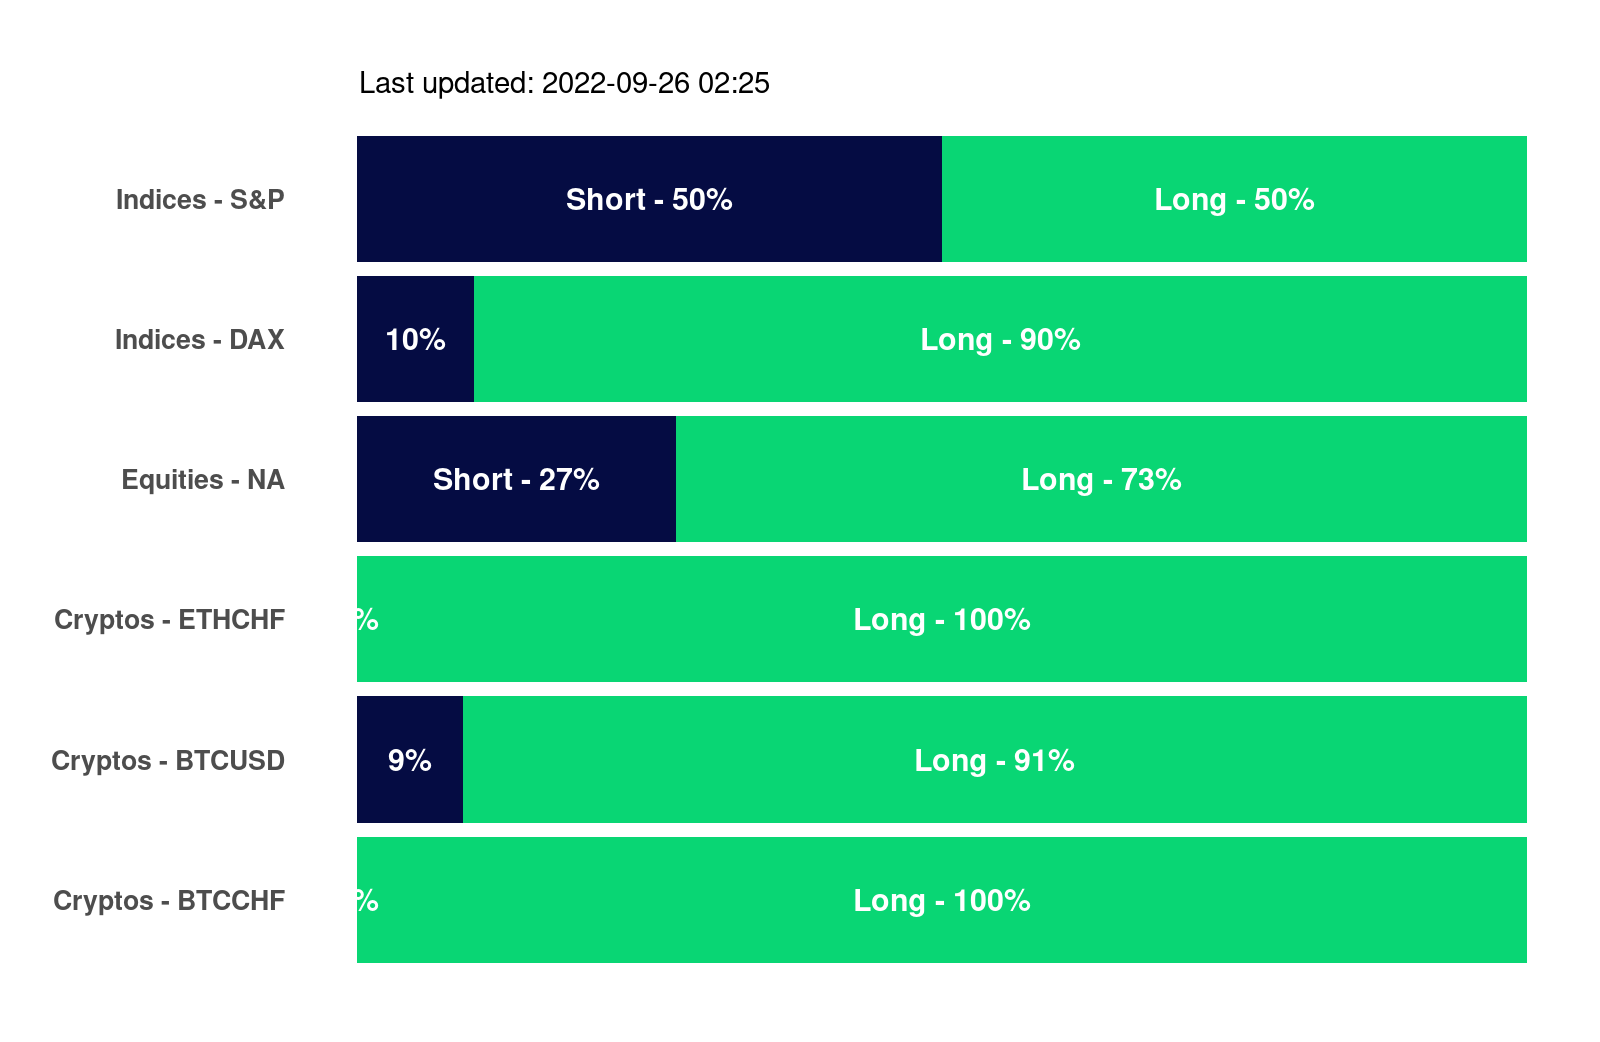 Last updated: 2022-09-26 02:25
Indices - S&P Short - 50% Long - 50%
Indices - DAX 10% Long - 90%
Equities - NA Short - 27% Long - 73%
Cryptos - ETHCHF % Long - 100%
Cryptos - BTCUSD 9% Long - 91%
Cryptos - BTCCHF % Long - 100%